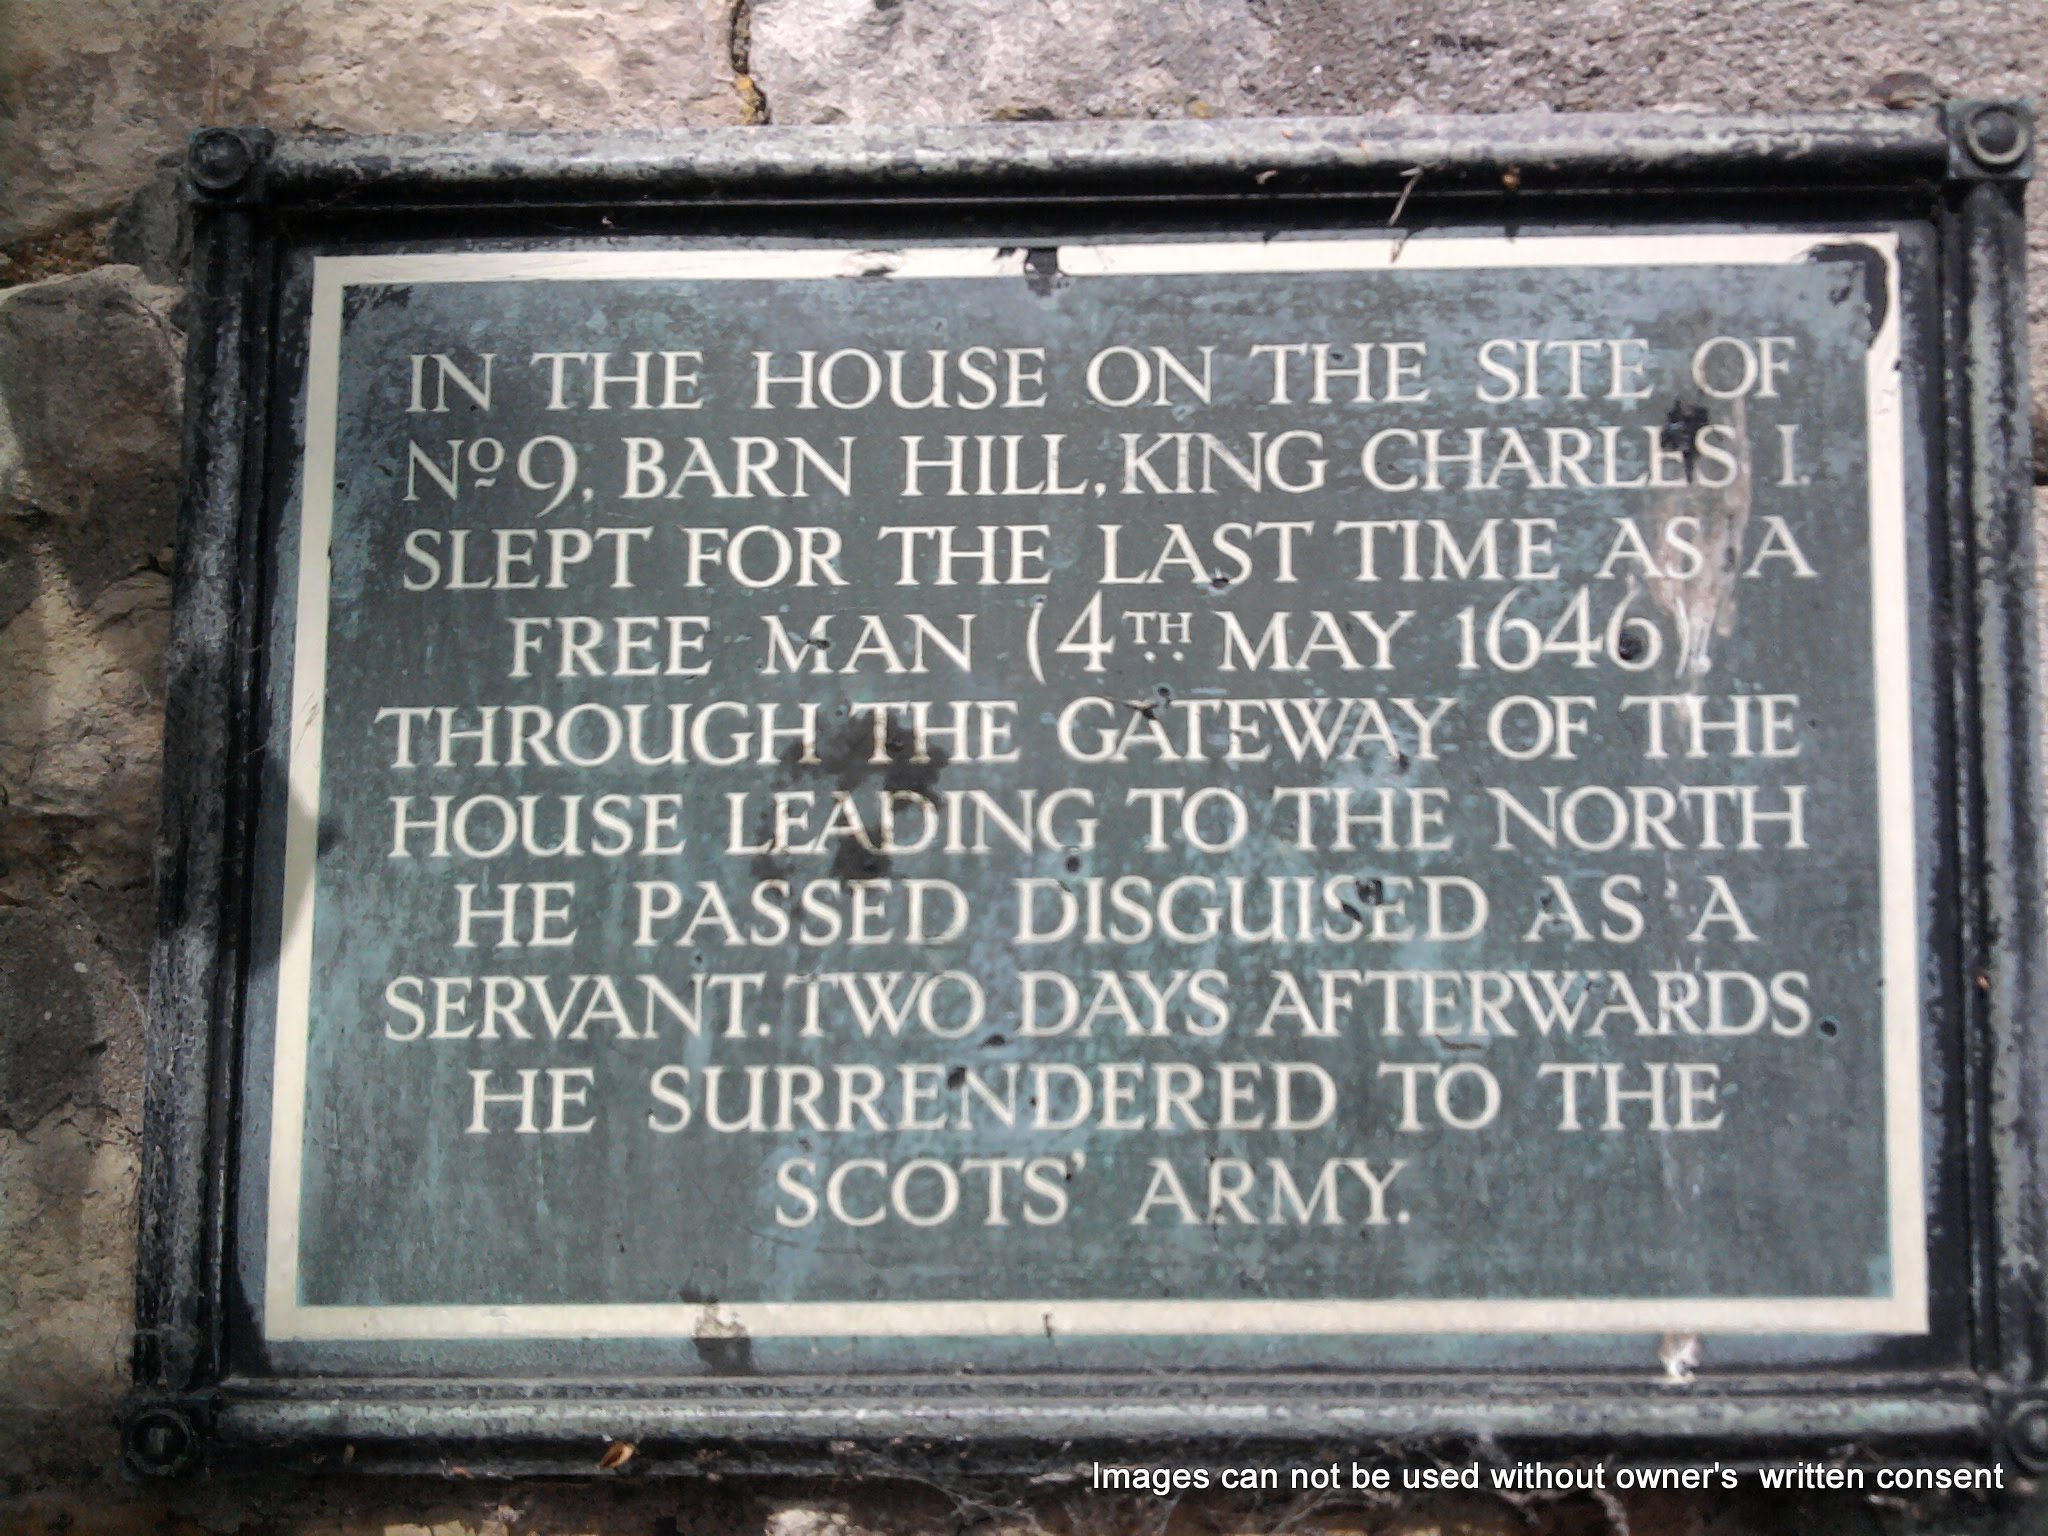 IN THE HOUSE ON THE SITE OF
Nº 9, BARN HILL, KING CHARLES I.
SLEPT FOR THE LAST TIME AS A
FREE MAN (4TH MAY 1646).
THROUGH THE GATEWAY OF THE
HOUSE LEADING TO THE NORTH
HE PASSED DISGUISED AS A
SERVANT. TWO DAYS AFTERWARDS
HE SURRENDERED TO THE
SCOTS' ARMY.
Images can not be used without owner's written consent